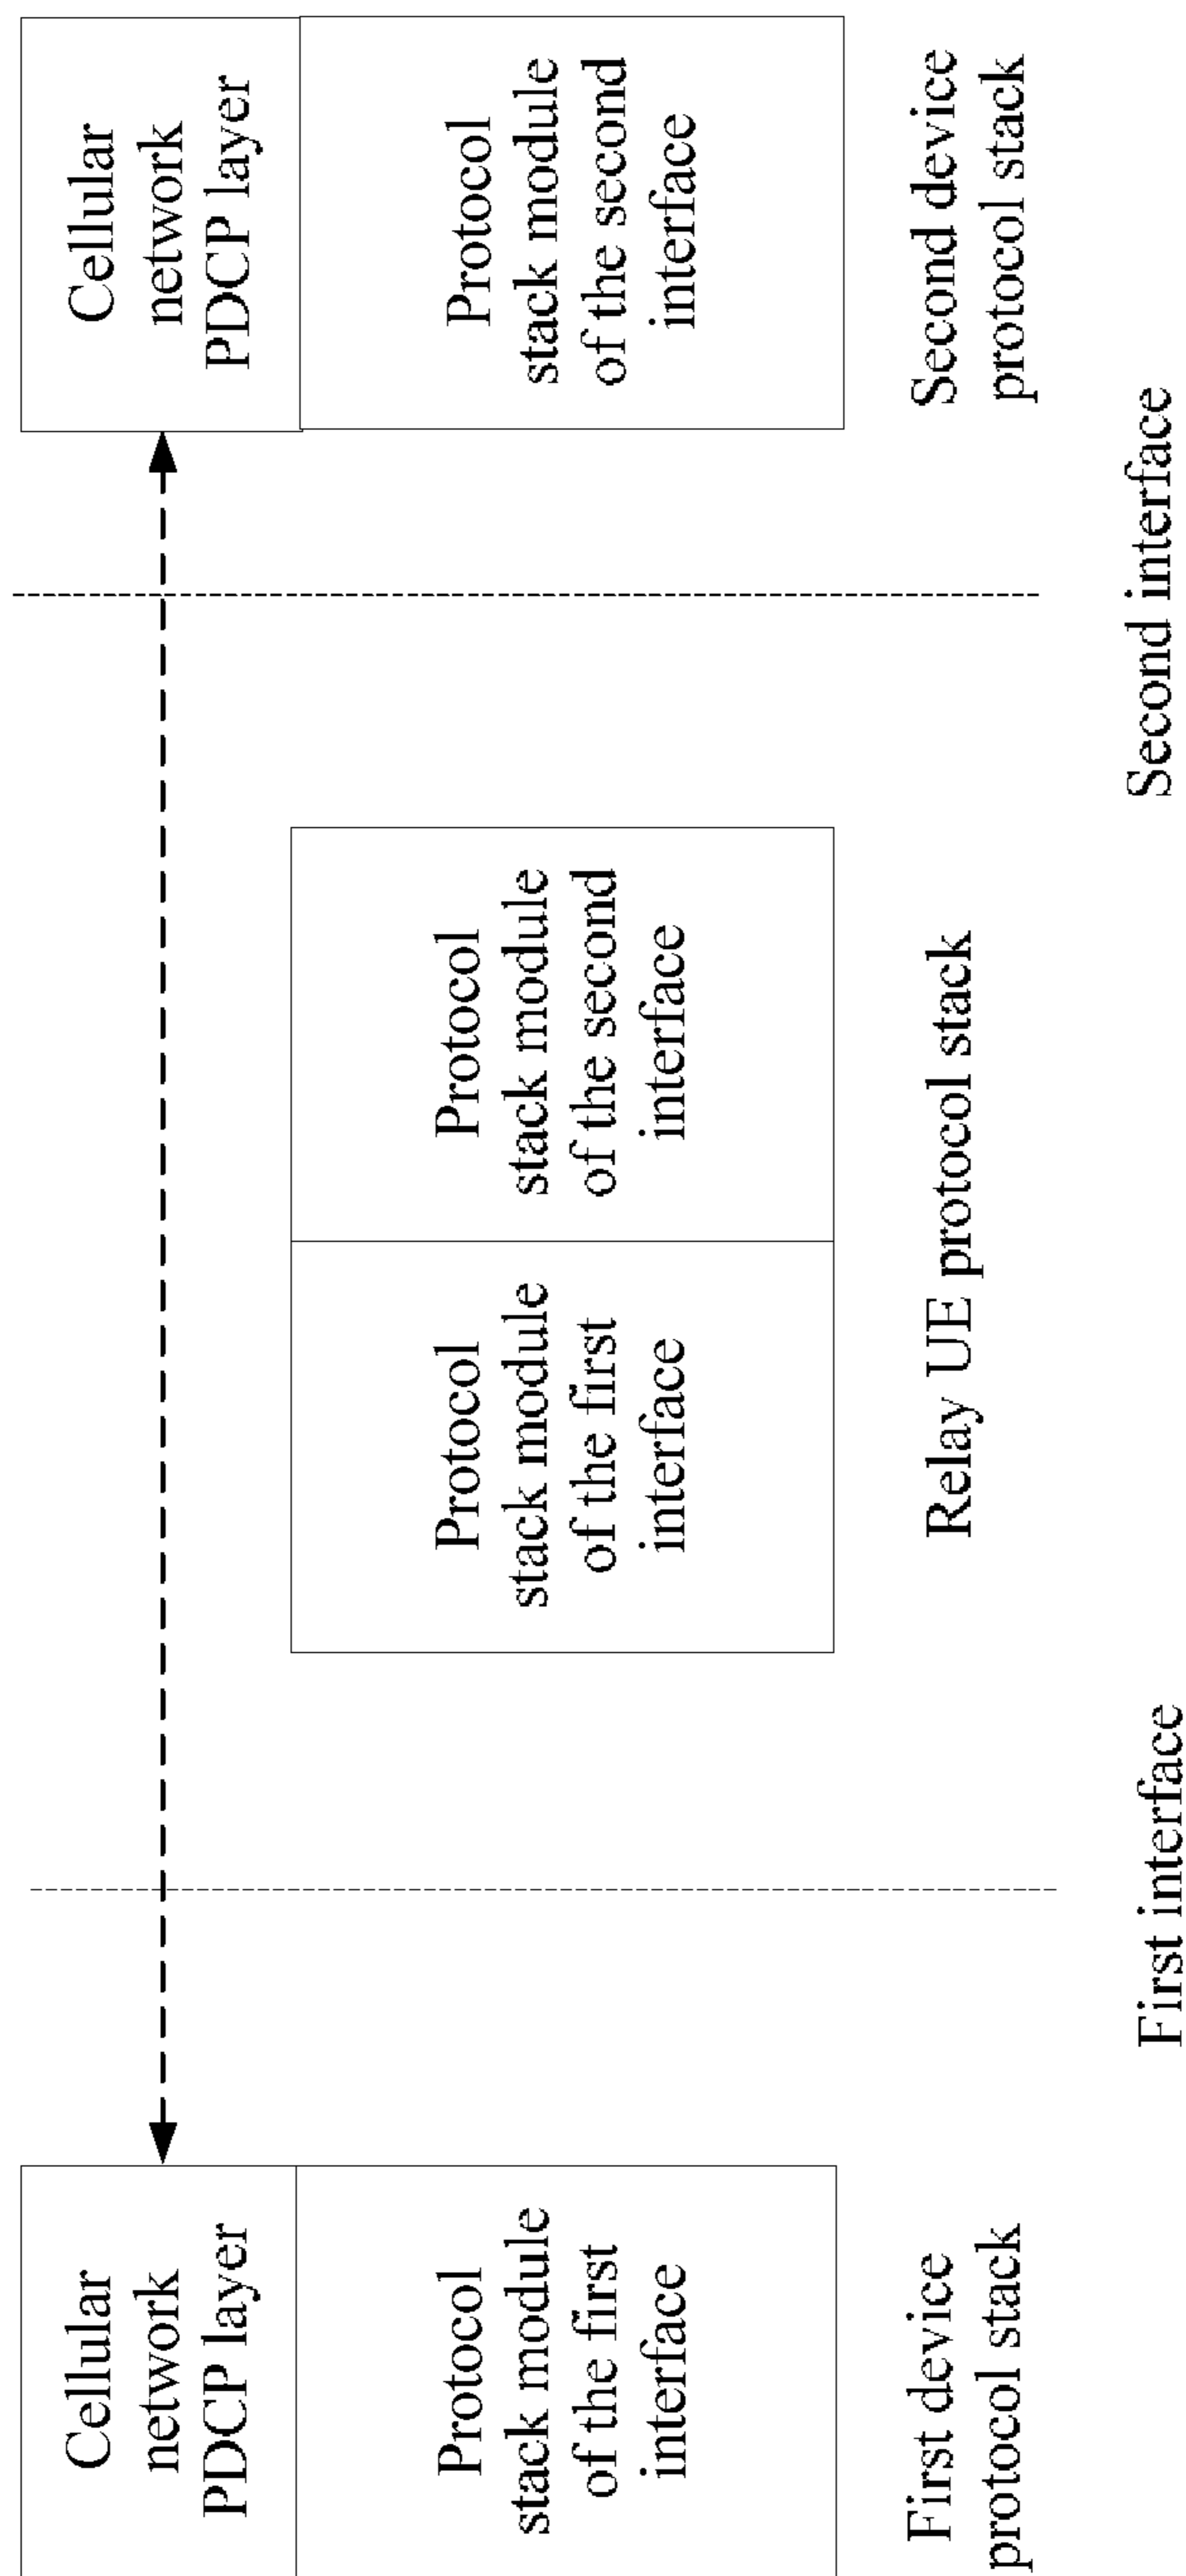 Cellular
network
PDCP layer
Protocol
stack module
of the first
interface
First device
protocol stack
First interface
Protocol
stack module
of the first
interface
Protocol
stack module
of the second
interface
Relay UE protocol stack
Second interface
Cellular
network
PDCP layer
Protocol
stack module
of the second
interface
Second device
protocol stack